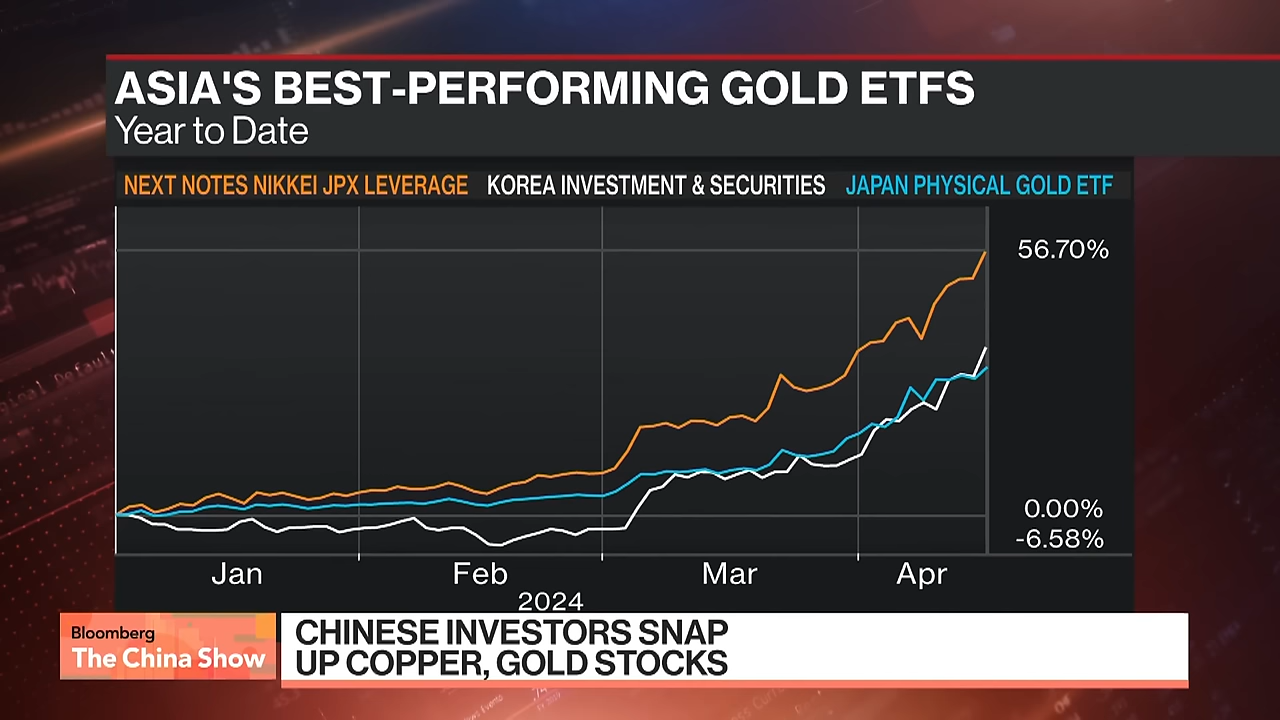 ASIA'S BEST-PERFORMING GOLD ETFS
Year to Date
NEXT NOTES NIKKEI JPX LEVERAGE KOREA INVESTMENT & SECURITIES JAPAN PHYSICAL GOLD ETF
56.70%
0.00%
-6.58%
Jan Feb Mar Apr
2024
Bloomberg
The China Show
CHINESE INVESTORS SNAP
UP COPPER, GOLD STOCKS